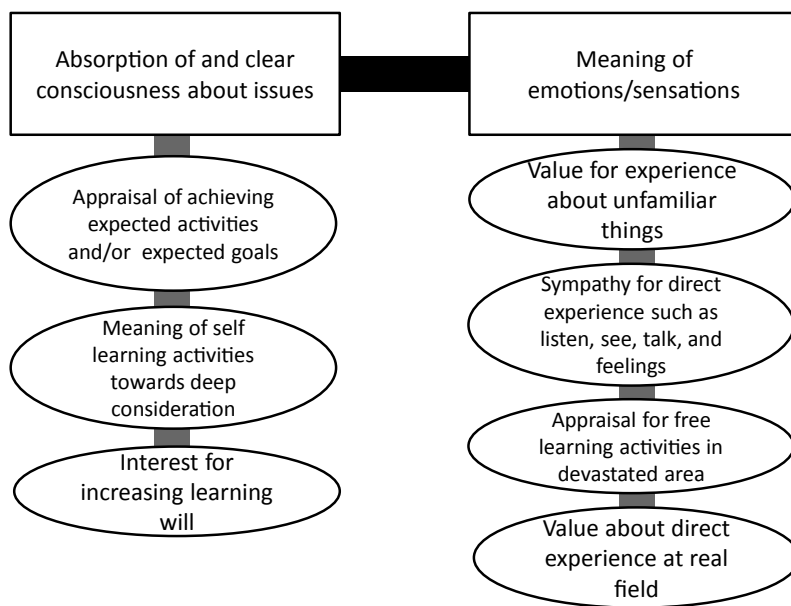 Absorption of and clear
consciousness about issues
Appraisal of achieving
expected activities
and/or expected goals
Meaning of self
learning activities
towards deep
consideration
Interest for
increasing learning
will
Meaning of
emotions/sensations
Value for experience
about unfamiliar
things
Sympathy for direct
experience such as
listen, see, talk, and
feelings
Appraisal for free
learning activities in
devastated area
Value about direct
experience at real
field